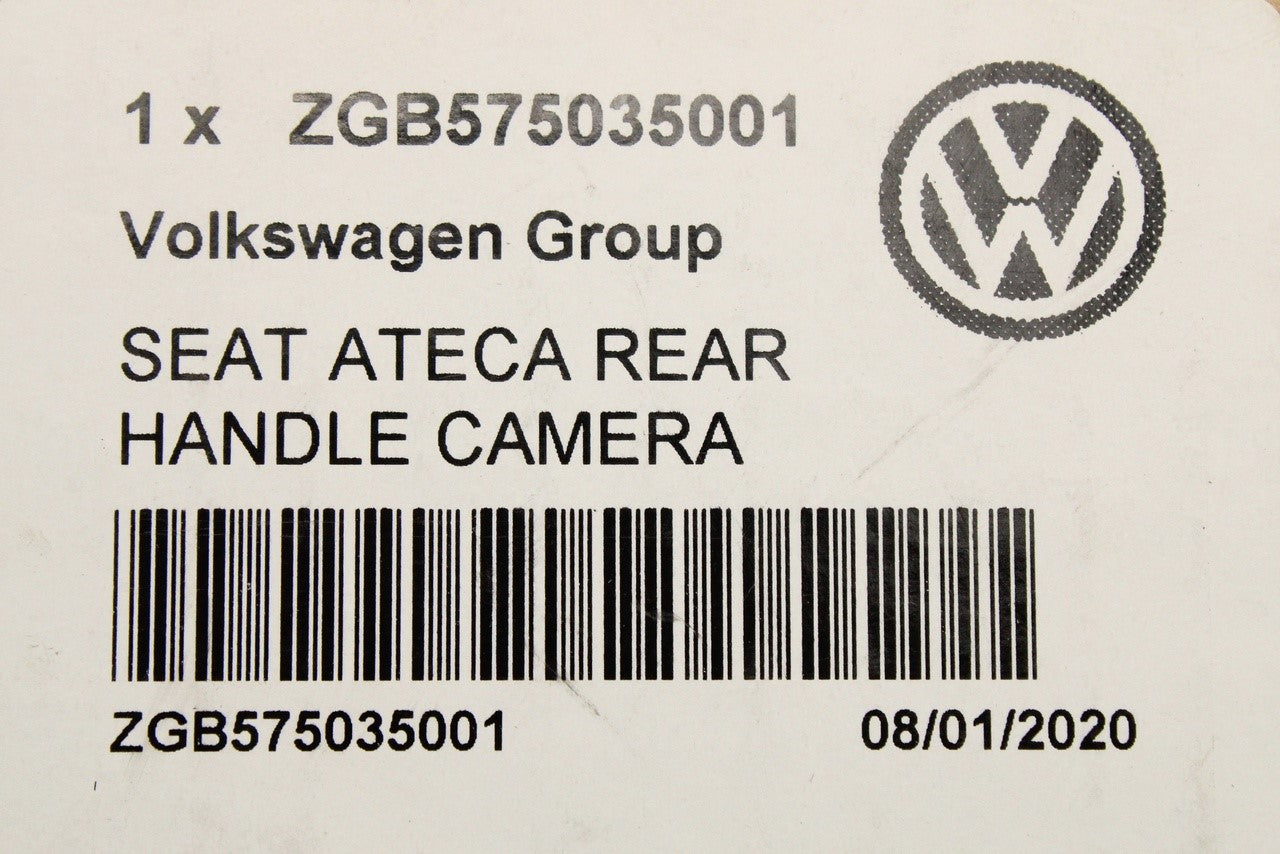 1 x ZGB575035001
Volkswagen Group
SEAT ATECA REAR
HANDLE CAMERA
ZGB575035001 08/01/2020